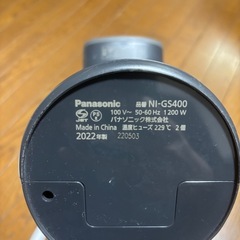 Panasonic 品番 NI-GS400
100 V~ 50-60 Hz 1200 W
パナソニック株式会社
Made in China 温度ヒューズ 229℃ 2個
2022年製 220503